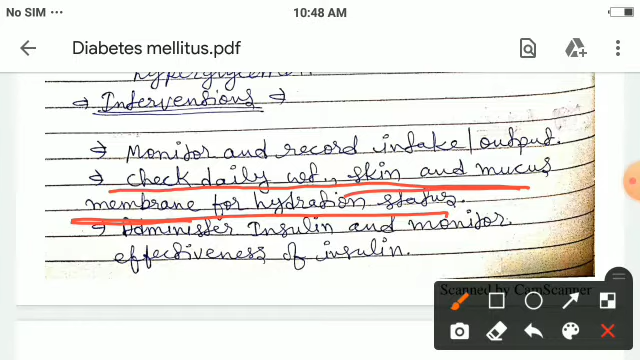 No SIM
10:48 AM
Diabetes mellitus.pdf
hyperglycemia.
→ Interventions →
→ Monitor and record intake/output.
→ check daily wt., skin and mucus
membrane for hydration status.
→ Administer Insulin and monitor
effectiveness of insulin.
Scanned by CamScanner